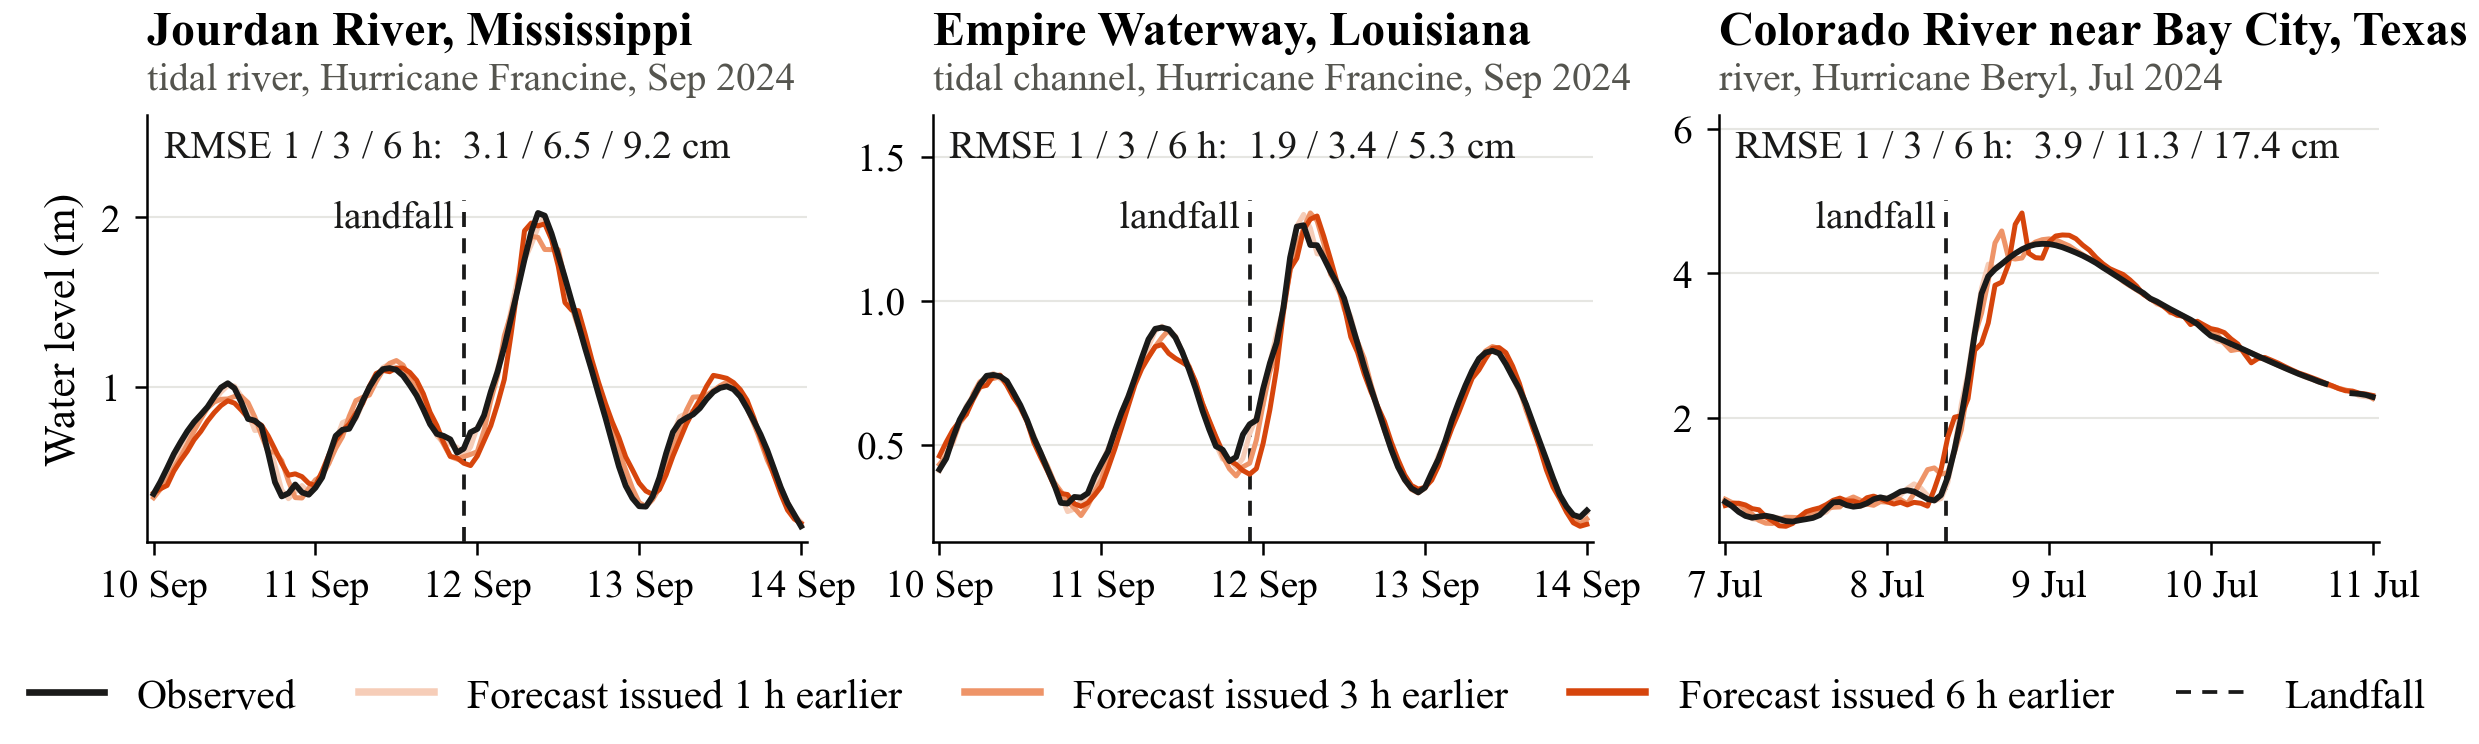 Jourdan River, Mississippi
tidal river, Hurricane Francine, Sep 2024
RMSE 1 / 3 / 6 h: 3.1 / 6.5 / 9.2 cm
landfall
Water level (m)
2
1
10 Sep
11 Sep
12 Sep
13 Sep
14 Sep
Empire Waterway, Louisiana
tidal channel, Hurricane Francine, Sep 2024
RMSE 1 / 3 / 6 h: 1.9 / 3.4 / 5.3 cm
landfall
1.5
1.0
0.5
10 Sep
11 Sep
12 Sep
13 Sep
14 Sep
Colorado River near Bay City, Texas
river, Hurricane Beryl, Jul 2024
RMSE 1 / 3 / 6 h: 3.9 / 11.3 / 17.4 cm
landfall
6
4
2
7 Jul
8 Jul
9 Jul
10 Jul
11 Jul
Observed
Forecast issued 1 h earlier
Forecast issued 3 h earlier
Forecast issued 6 h earlier
Landfall